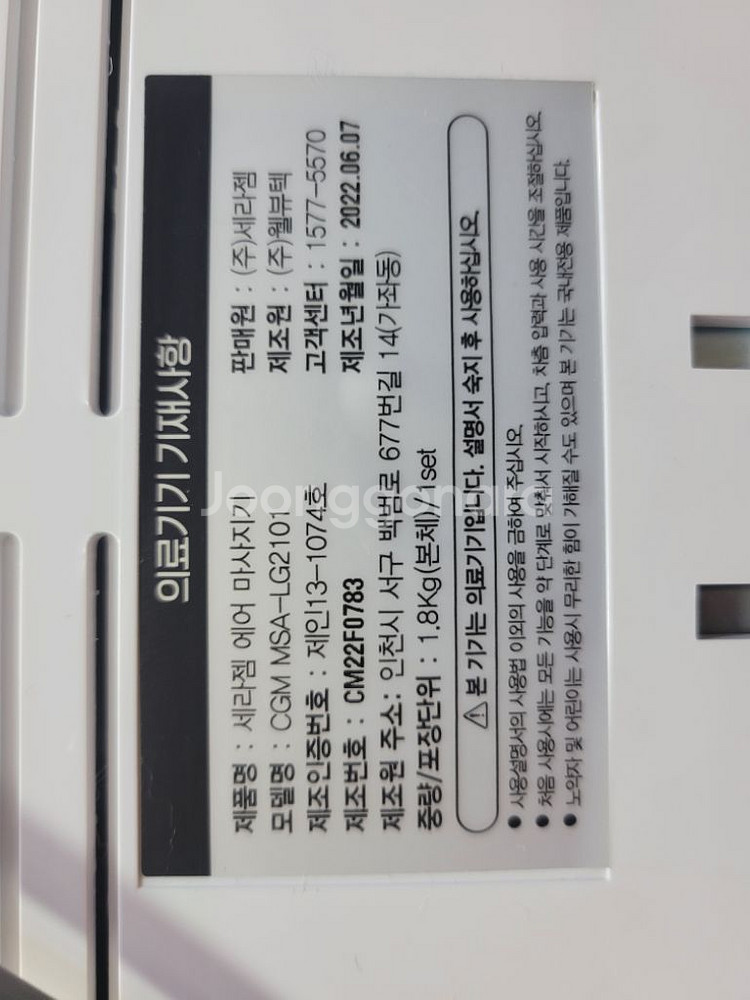 의료기기 기재사항
제품명 : 세라젬 에어 마사지기 판매원 : (주)세라젬
모델명 : CGM MSA-LG2101 제조원 : (주)웰뷰텍
제조인증번호 : 제인13-1074호 고객센터 : 1577-5570
제조번호 : CM22F0783 제조년월일 : 2022.06.07
제조원 주소: 인천시 서구 백범로 677번길 14(가좌동)
중량/포장단위 : 1.8Kg(본체)/1set
⚠ 본 기기는 의료기기입니다. 설명서 숙지 후 사용하십시오.
● 사용설명서의 사용법 이외의 사용을 금하여 주십시오.
● 처음 사용시에는 모든 기능을 약 단계로 맞춰서 시작하시고, 차츰 압력과 사용 시간을 조절하십시오.
● 노약자 및 어린이는 사용시 무리한 힘이 가해질 수도 있으며 본 기기는 국내전용 제품입니다.
Joonggonara